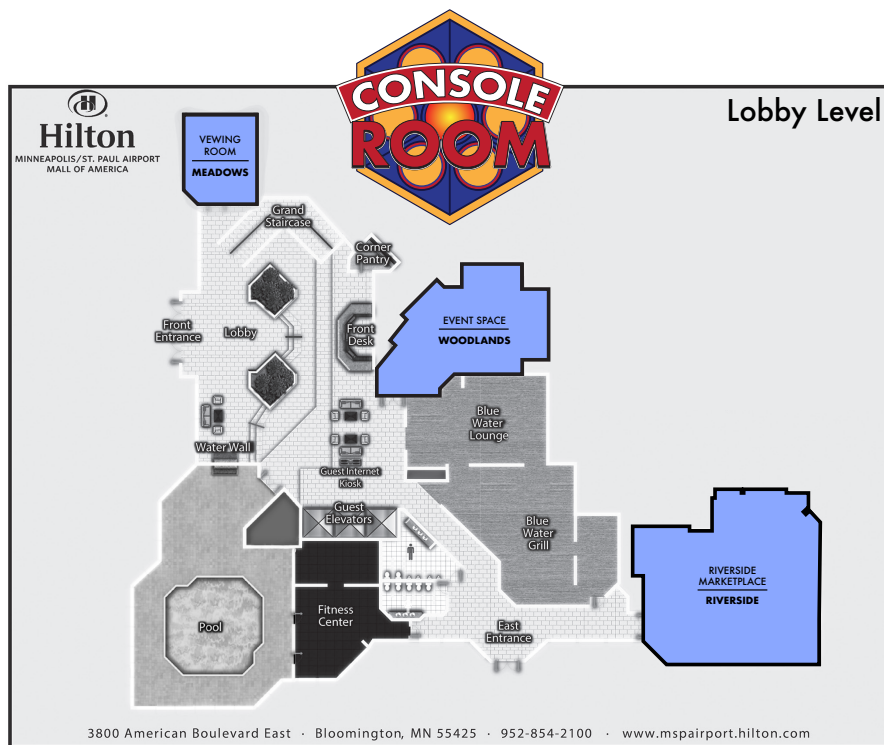 CONSOLE
ROOM
Lobby Level
H
Hilton
MINNEAPOLIS/ST. PAUL AIRPORT
MALL OF AMERICA
VEWING
ROOM
MEADOWS
Grand
Staircase
Corner
Pantry
Front
Entrance
Lobby
Front
Desk
EVENT SPACE
WOODLANDS
Blue
Water
Lounge
Water Wall
Guest Internet
Kiosk
Guest
Elevators
Blue
Water
Grill
RIVERSIDE
MARKETPLACE
RIVERSIDE
Fitness
Center
Pool
East
Entrance
3800 American Boulevard East · Bloomington, MN 55425 · 952-854-2100 · www.mspairport.hilton.com